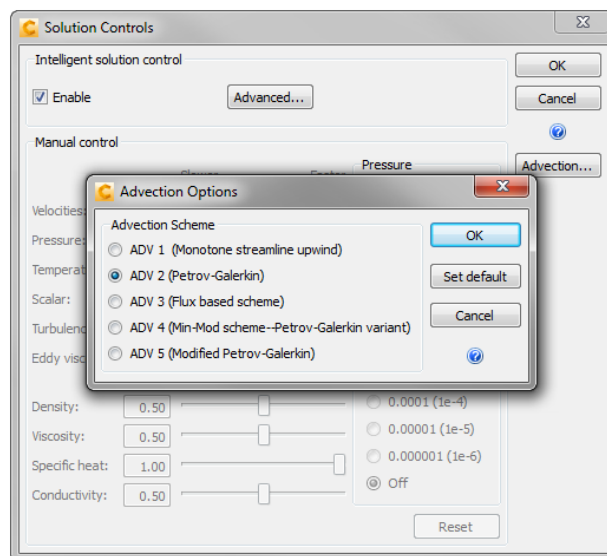 Solution Controls
Intelligent solution control
OK
Enable
Advanced...
Cancel
Manual control
Pressure
Advection...
Advection Options
Velocities:
Advection Scheme
OK
ADV 1 (Monotone streamline upwind)
Pressure:
ADV 2 (Petrov-Galerkin)
Set default
ADV 3 (Flux based scheme)
Scalar:
Cancel
ADV 4 (Min-Mod scheme--Petrov-Galerkin variant)
ADV 5 (Modified Petrov-Galerkin)
Density: 0.50
0.0001 (1e-4)
Viscosity: 0.50
0.00001 (1e-5)
Specific heat: 1.00
0.000001 (1e-6)
Conductivity: 0.50
Off
Reset